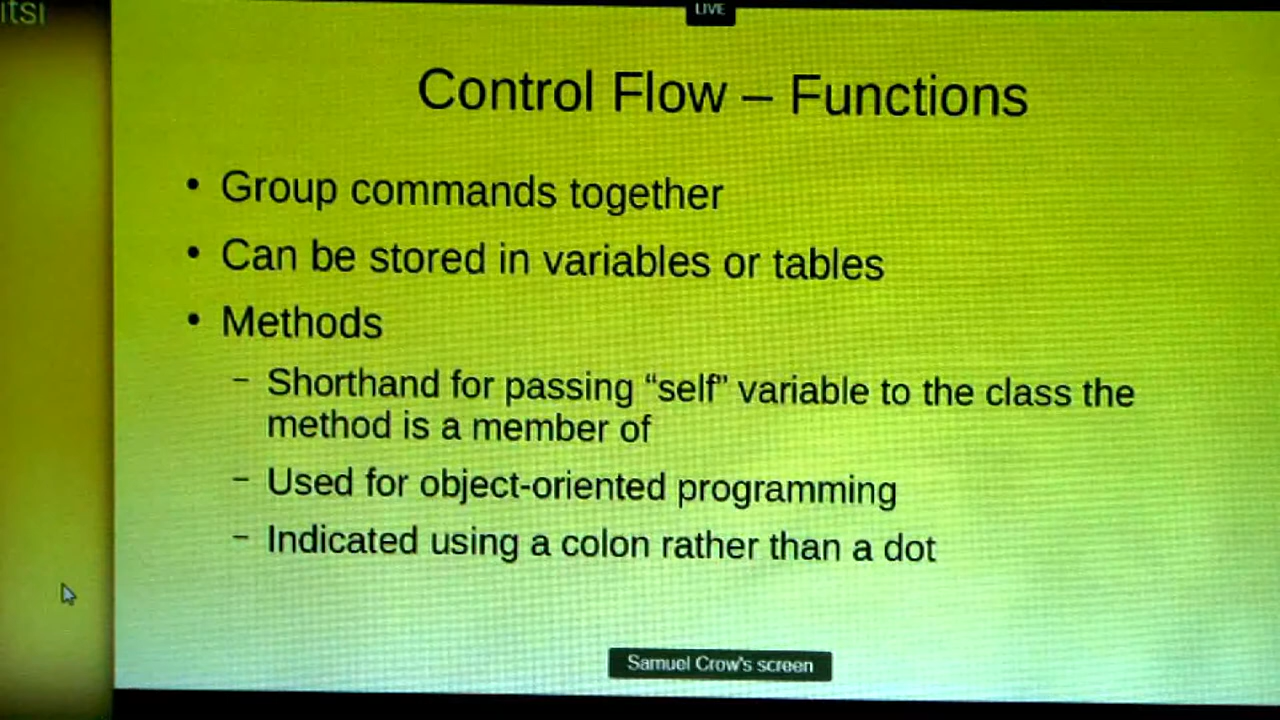 itsi
LIVE
Control Flow – Functions
• Group commands together
• Can be stored in variables or tables
• Methods
– Shorthand for passing “self” variable to the class the
method is a member of
– Used for object-oriented programming
– Indicated using a colon rather than a dot
Samuel Crow's screen